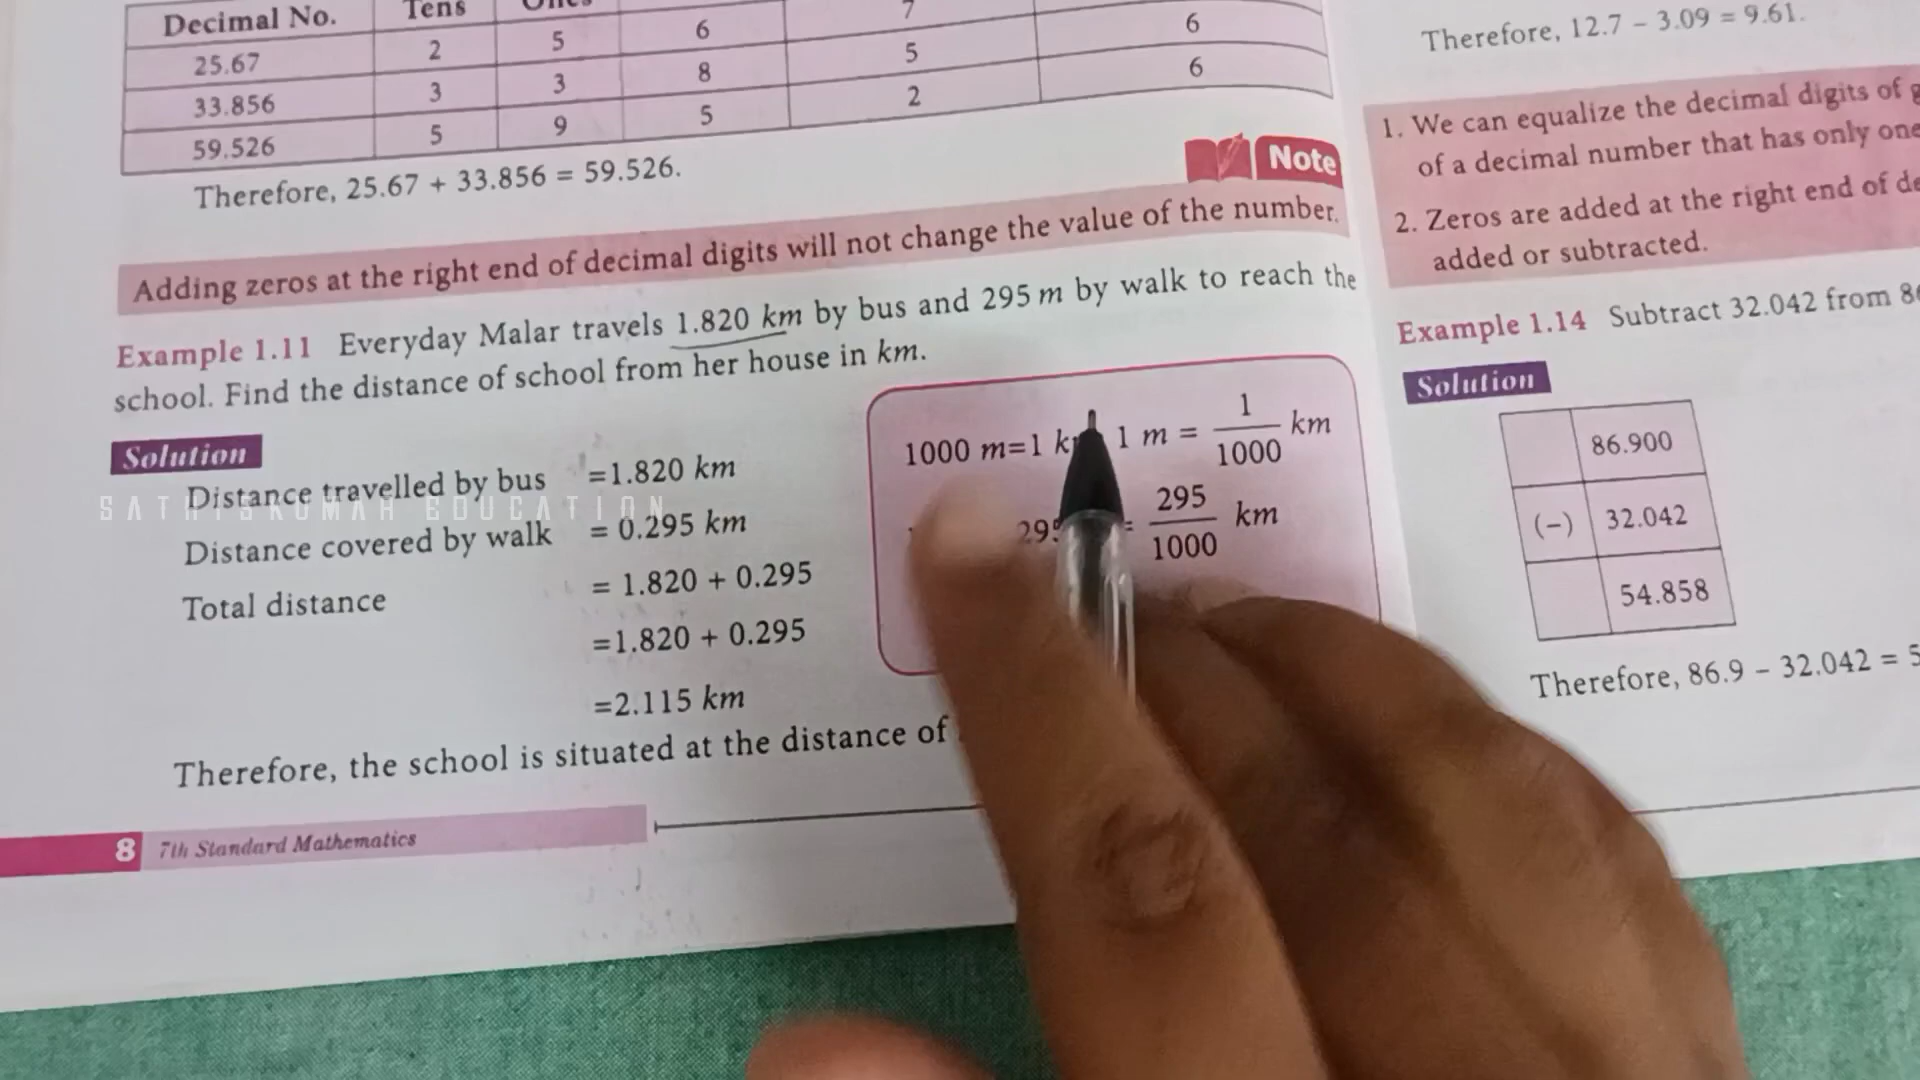 Decimal No. Tens Ones
25.67 2 5 6 7
33.856 3 3 8 5 6
59.526 5 9 5 2 6
Therefore, 25.67 + 33.856 = 59.526.
Note
Adding zeros at the right end of decimal digits will not change the value of the number.
Example 1.11 Everyday Malar travels 1.820 km by bus and 295 m by walk to reach the
school. Find the distance of school from her house in km.
Solution
Distance travelled by bus =1.820 km
SATHISKUMAR EDUCATION
Distance covered by walk = 0.295 km
Total distance = 1.820 + 0.295
=1.820 + 0.295
=2.115 km
1000 m=1 k 1 m = 1/1000 km
295 = 295/1000 km
Therefore, the school is situated at the distance of
8 7th Standard Mathematics
Therefore, 12.7 − 3.09 = 9.61.
1. We can equalize the decimal digits of
of a decimal number that has only one
2. Zeros are added at the right end of
added or subtracted.
Example 1.14 Subtract 32.042 from
Solution
86.900
(−) 32.042
54.858
Therefore, 86.9 − 32.042 =